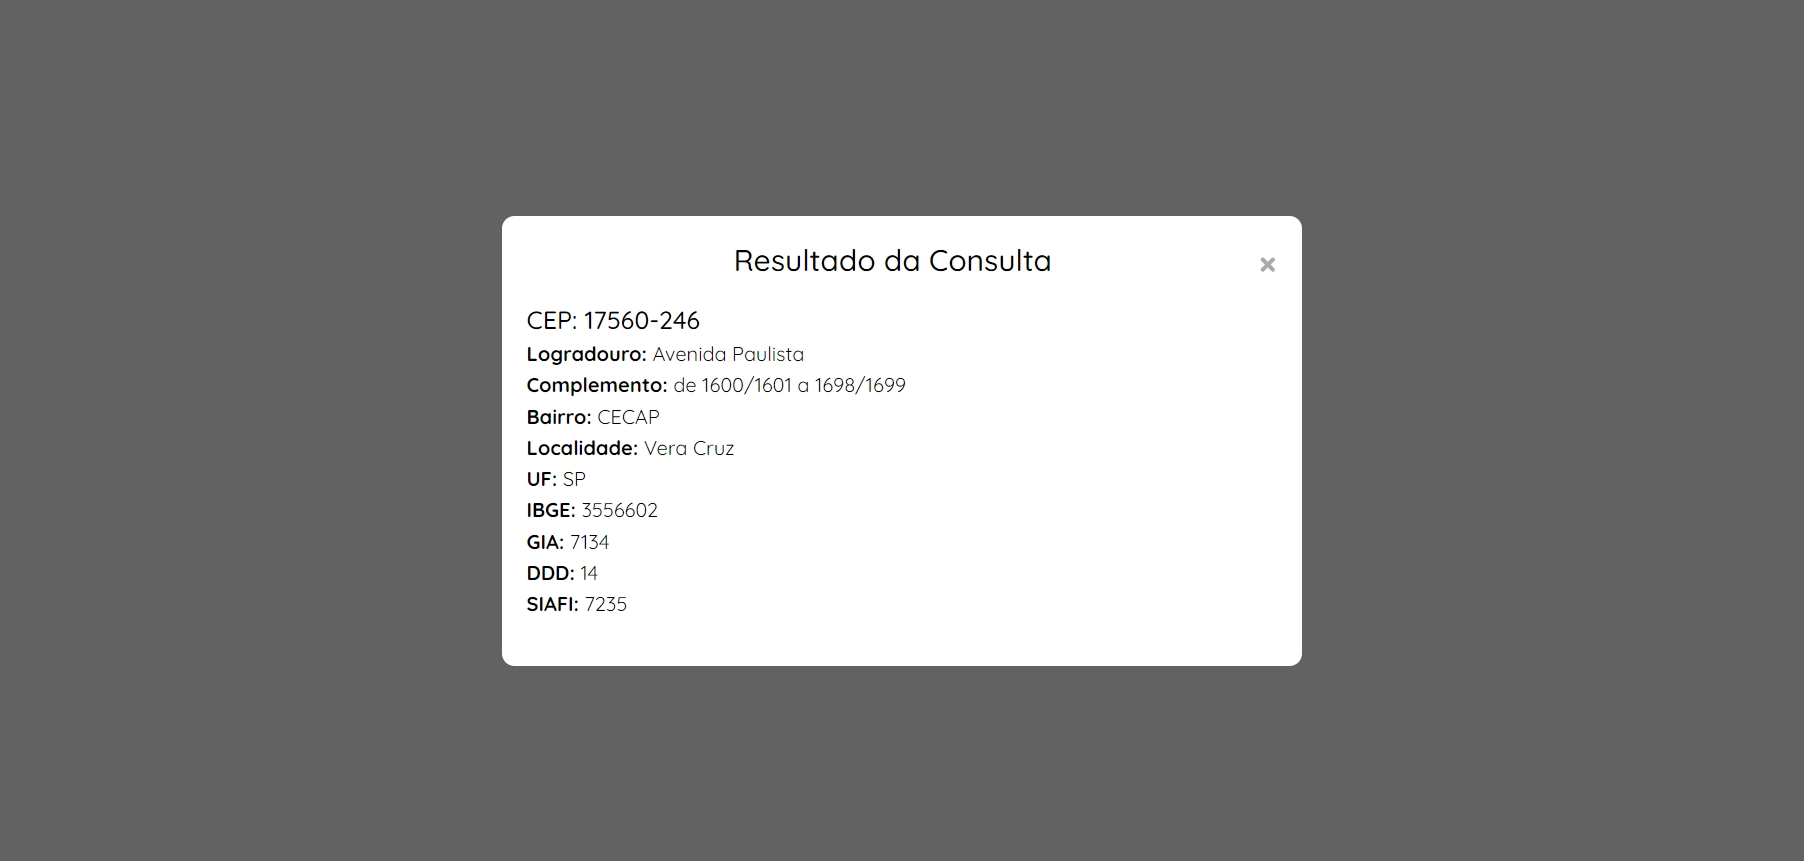 Resultado da Consulta
CEP: 17560-246
Logradouro: Avenida Paulista
Complemento: de 1600/1601 a 1698/1699
Bairro: CECAP
Localidade: Vera Cruz
UF: SP
IBGE: 3556602
GIA: 7134
DDD: 14
SIAFI: 7235